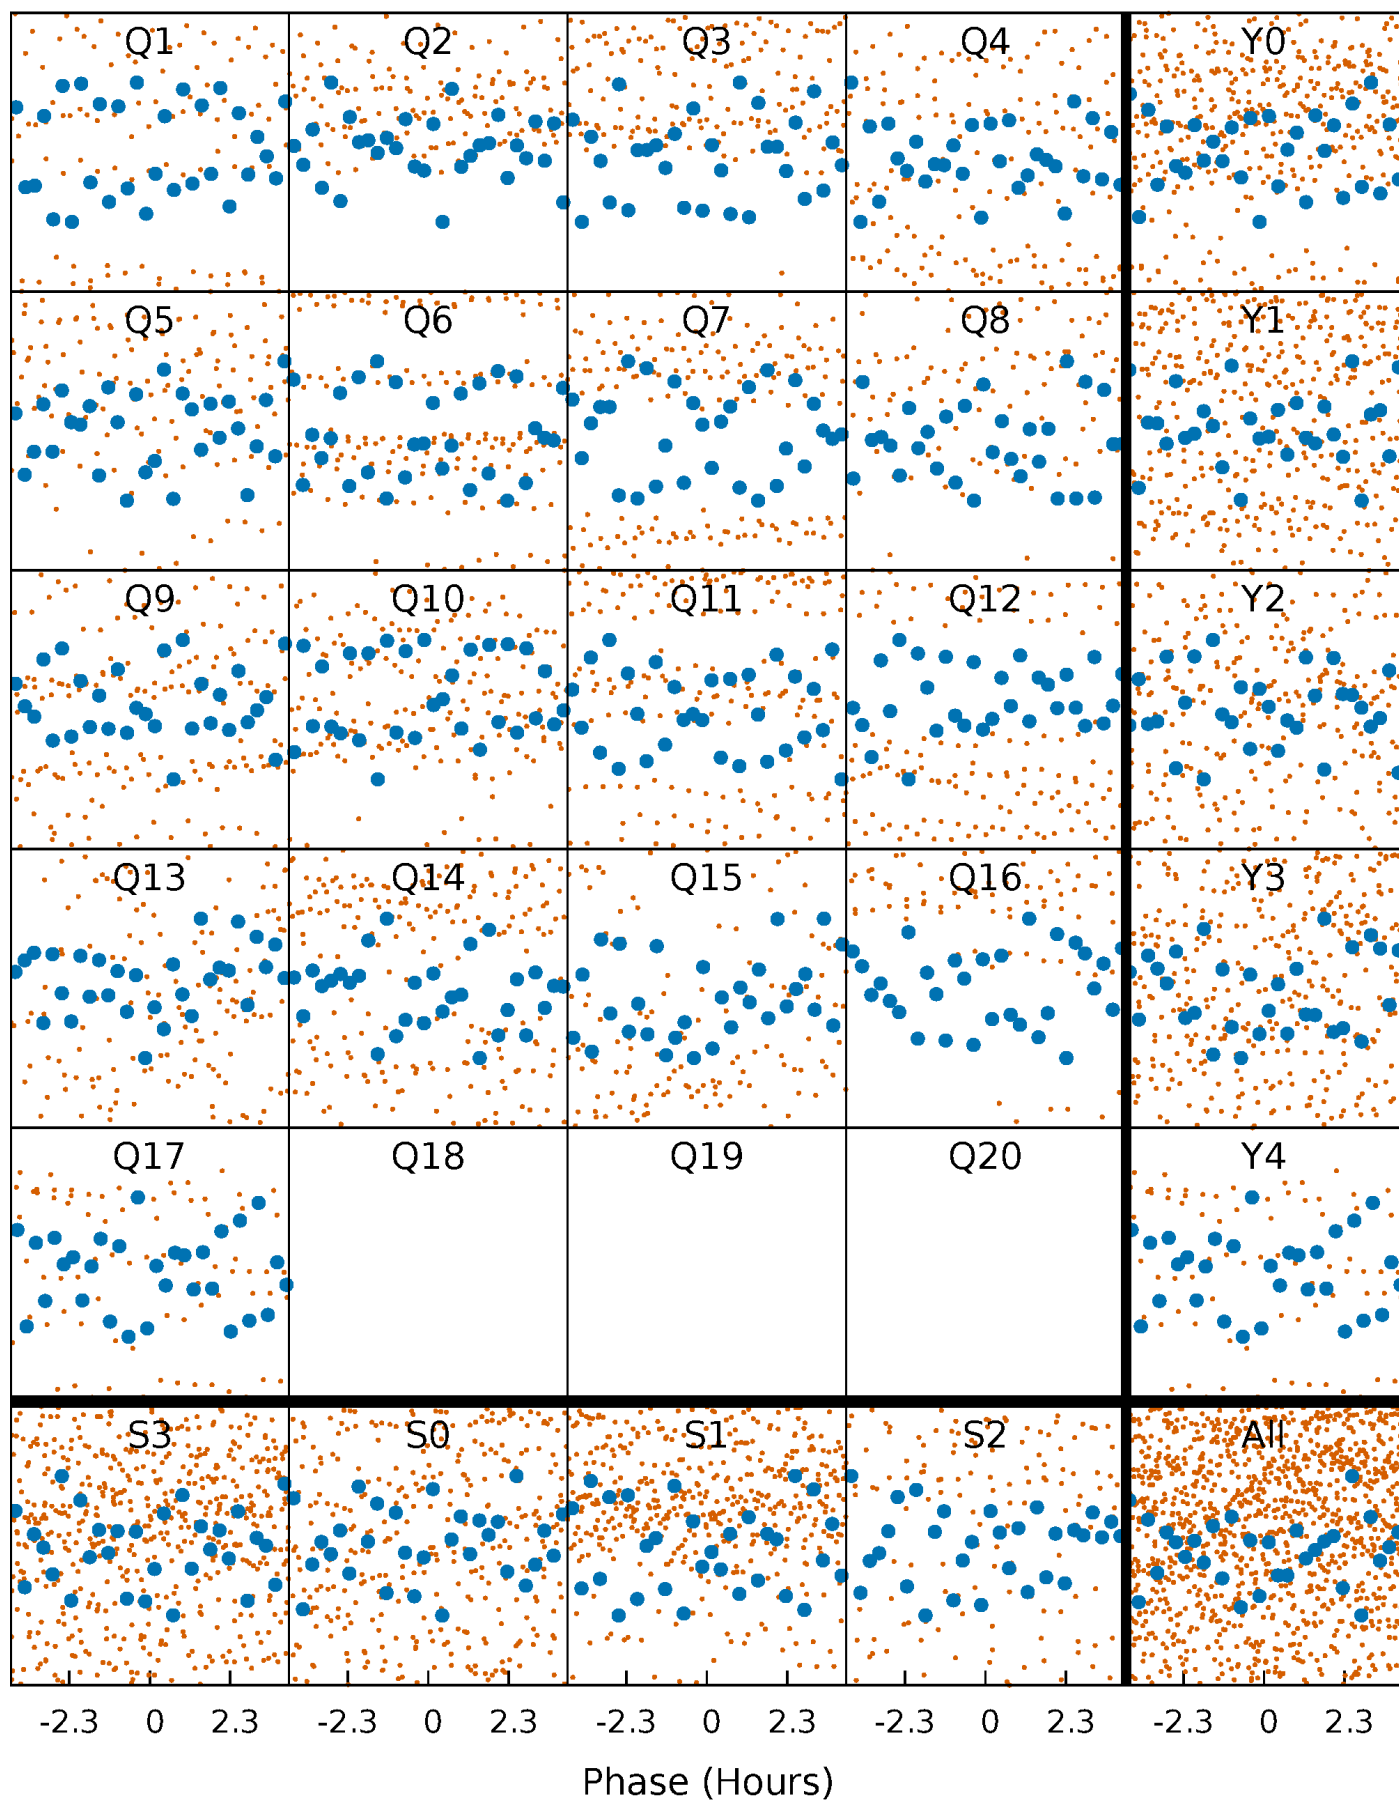 Q1 Q2 Q3 Q4 Y0
Q5 Q6 Q7 Q8 Y1
Q9 Q10 Q11 Q12 Y2
Q13 Q14 Q15 Q16 Y3
Q17 Q18 Q19 Q20 Y4
S3 S0 S1 S2 All
-2.3 0 2.3 -2.3 0 2.3 -2.3 0 2.3 -2.3 0 2.3 -2.3 0 2.3
Phase (Hours)